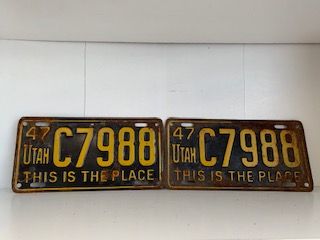 47
UTAH C7988
THIS IS THE PLACE
47
UTAH C7988
THIS IS THE PLACE